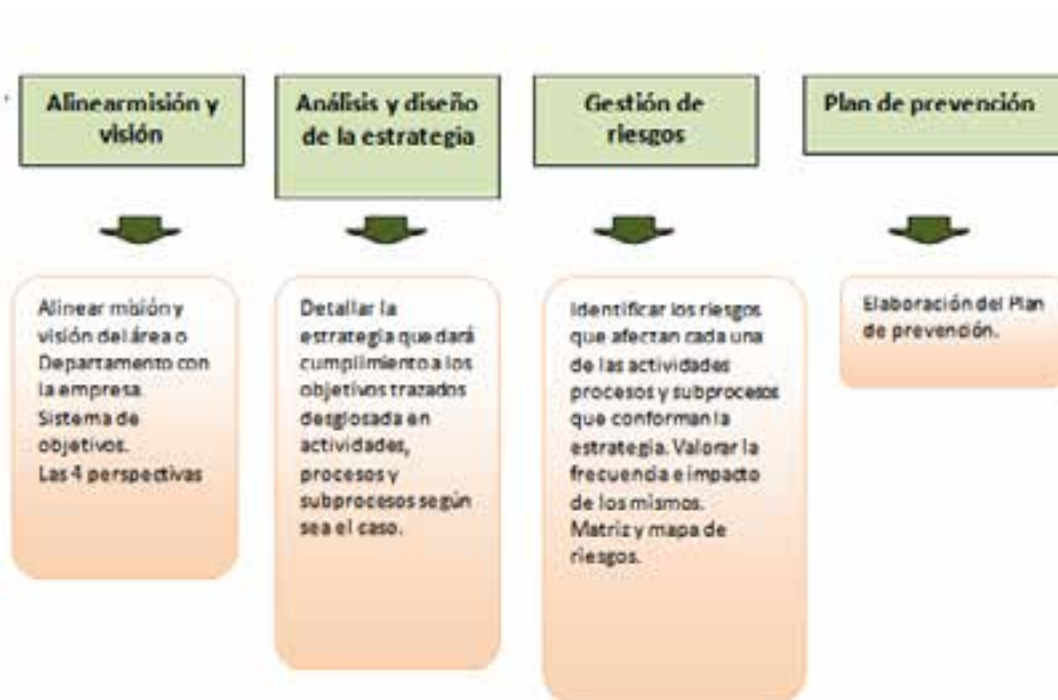 Alinearmisión y
visión
Análisis y diseño
de la estrategia
Gestión de
riesgos
Plan de prevención
Alinear misión y
visión del área o
Departamento con
la empresa.
Sistema de
objetivos.
Las 4 perspectivas
Detallar la
estrategia que dará
cumplimiento a los
objetivos trazados
desglosada en
actividades,
procesos y
subprocesos según
sea el caso.
Identificar los riesgos
que afectan cada una
de las actividades
procesos y subprocesos
que conforman la
estrategia. Valorar la
frecuencia e impacto
de los mismos.
Matriz y mapa de
riesgos.
Elaboración del Plan
de prevención.